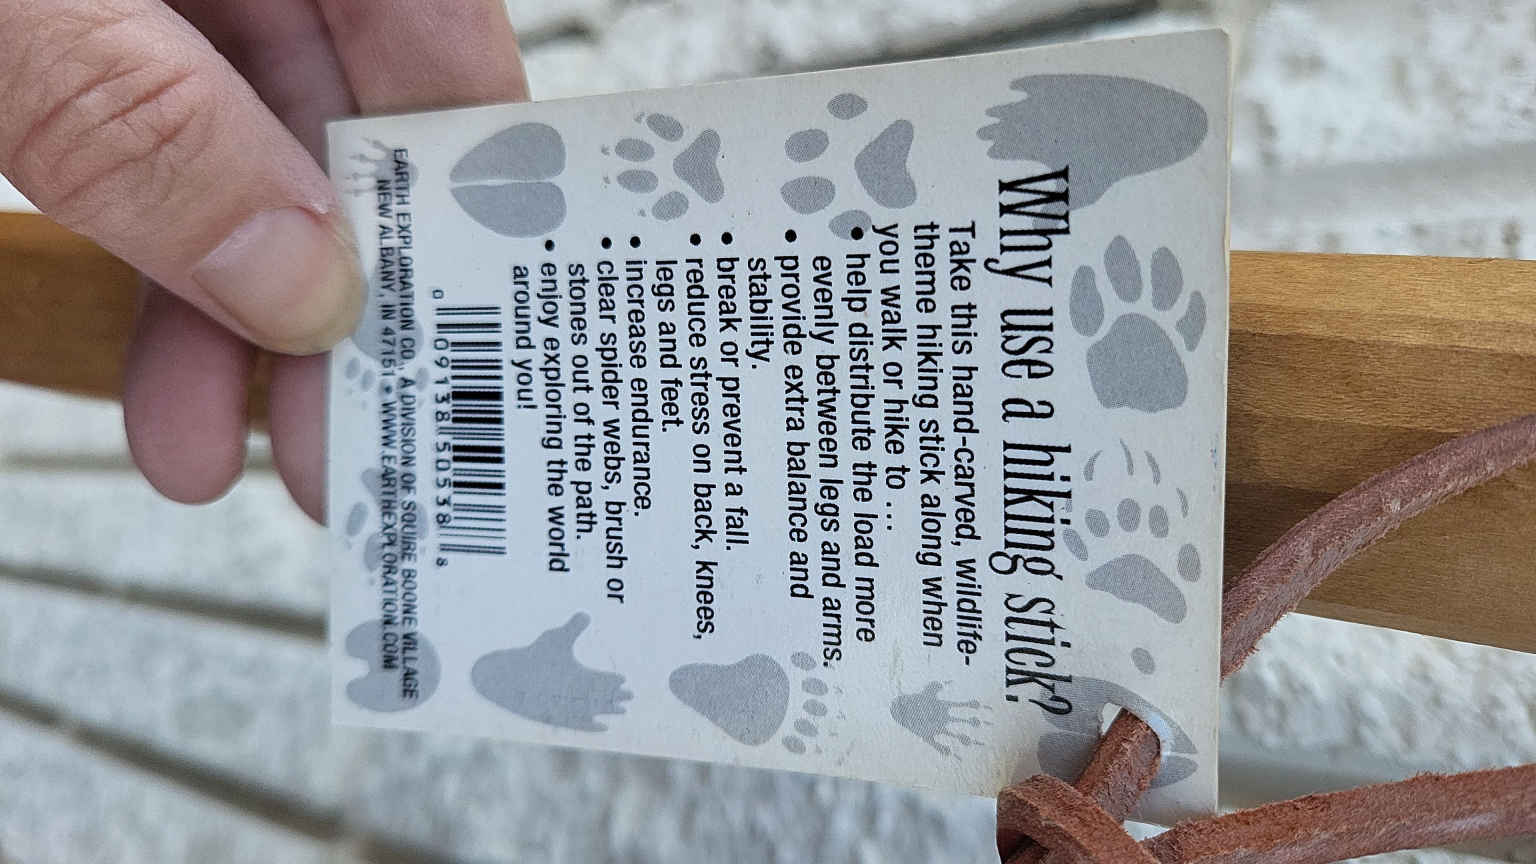 Why use a hiking stick?
Take this hand-carved, wildlife-
theme hiking stick along when
you walk or hike to ...
• help distribute the load more
evenly between legs and arms.
• provide extra balance and
stability.
• break or prevent a fall.
• reduce stress on back, knees,
legs and feet.
• increase endurance.
• clear spider webs, brush or
stones out of the path.
• enjoy exploring the world
around you!
0 09138 50538 8
EARTH EXPLORATION CO., A DIVISION OF SQUIRE BOONE VILLAGE
NEW ALBANY, IN 47151 • WWW.EARTHEXPLORATION.COM